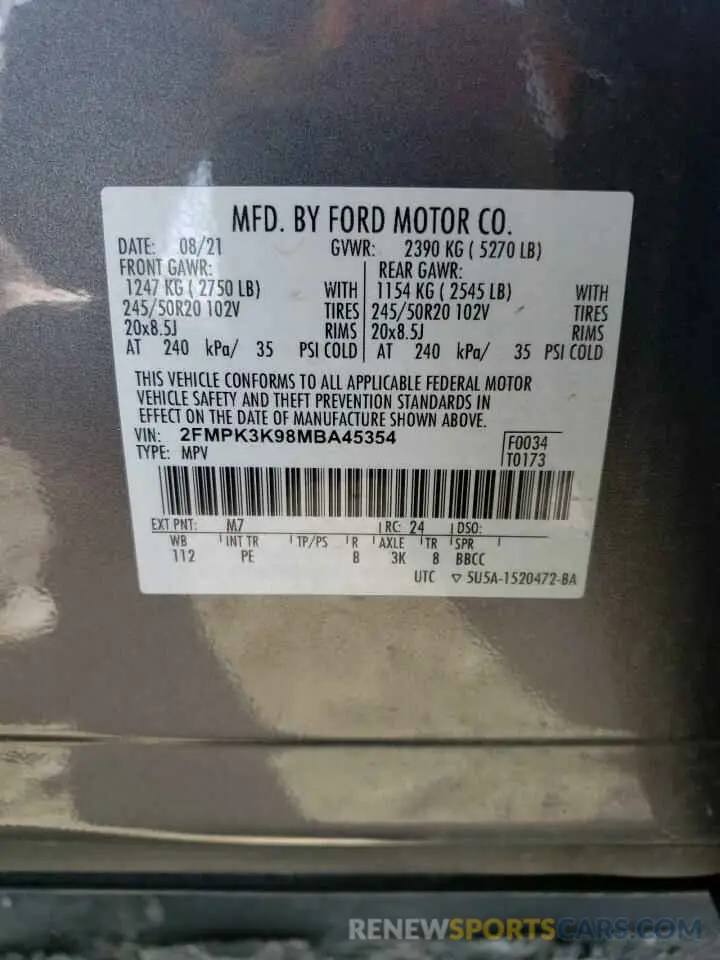 MFD. BY FORD MOTOR CO.
DATE: 08/21 GVWR: 2390 KG ( 5270 LB)
FRONT GAWR: REAR GAWR:
1247 KG ( 2750 LB) WITH 1154 KG ( 2545 LB) WITH
245/50R20 102V TIRES 245/50R20 102V TIRES
20x8.5J RIMS 20x8.5J RIMS
AT 240 kPa/ 35 PSI COLD AT 240 kPa/ 35 PSI COLD
THIS VEHICLE CONFORMS TO ALL APPLICABLE FEDERAL MOTOR
VEHICLE SAFETY AND THEFT PREVENTION STANDARDS IN
EFFECT ON THE DATE OF MANUFACTURE SHOWN ABOVE.
VIN: 2FMPK3K98MBA45354 F0034
TYPE: MPV T0173
EXT PNT: M7 RC: 24 DSO:
WB INT TR TP/PS R AXLE TR SPR
112 PE 8 3K 8 BBCC
UTC ▽ 5U5A-1520472-BA
RENEWSPORTSCARS.COM